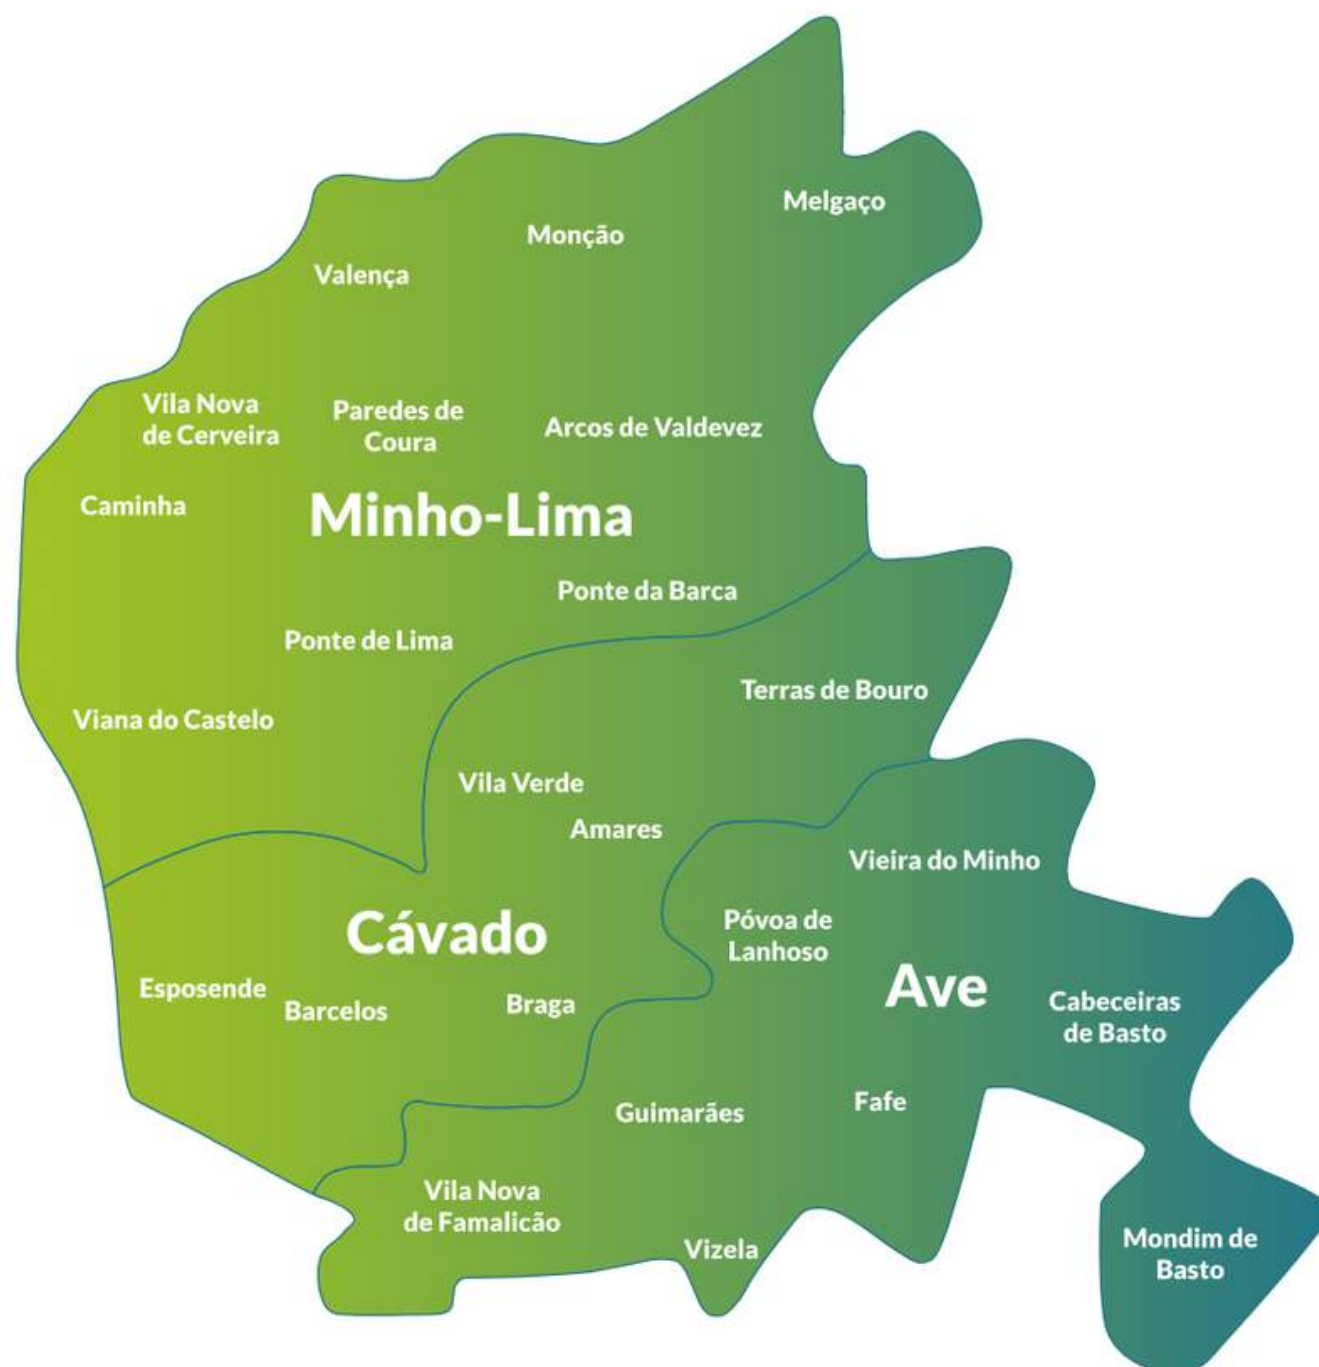 Melgaço
Monção
Valença
Vila Nova
de Cerveira
Paredes de
Coura
Arcos de Valdevez
Caminha
Minho-Lima
Ponte da Barca
Ponte de Lima
Viana do Castelo
Terras de Bouro
Vila Verde
Amares
Vieira do Minho
Póvoa de
Lanhoso
Cávado
Ave
Esposende
Barcelos
Braga
Cabeceiras
de Basto
Guimarães
Fafe
Vila Nova
de Famalicão
Vizela
Mondim de
Basto